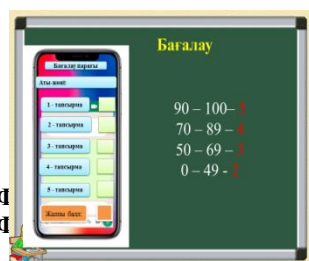 Бағалау
Бағалау парағы
Аты-жөні:
1 - тапсырма
2 - тапсырма
3 - тапсырма
4 - тапсырма
5 - тапсырма
Жалпы балл:
90 – 100– 5
70 – 89 – 4
50 – 69 – 3
0 – 49 - 2
Ф
Ф